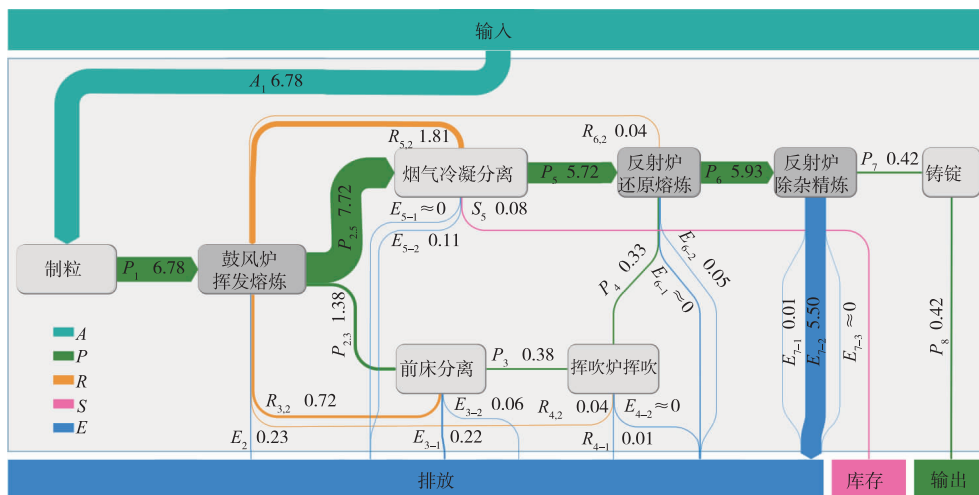 输入
A₁ 6.78
R₅,₂ 1.81
R₆,₂ 0.04
烟气冷凝分离
P₅ 5.72
反射炉
还原熔炼
P₆ 5.93
反射炉
除杂精炼
P₇ 0.42
铸锭
E₅₋₁≈0
S₅ 0.08
E₅₋₂ 0.11
P₂.₅ 7.72
制粒
P₁ 6.78
鼓风炉
挥发熔炼
P₂.₃ 1.38
P₄ 0.33
E₆₋₁≈0
E₆₋₂ 0.05
E₇₋₁ 0.01
E₇₋₂ 5.50
E₇₋₃≈0
P₈ 0.42
A
P
R
S
E
前床分离
P₃ 0.38
挥吹炉挥吹
R₃,₂ 0.72
E₃₋₂ 0.06
R₄,₂ 0.04
E₄₋₂≈0
E₂ 0.23
E₃₋₁ 0.22
R₄₋₁ 0.01
排放
库存
输出